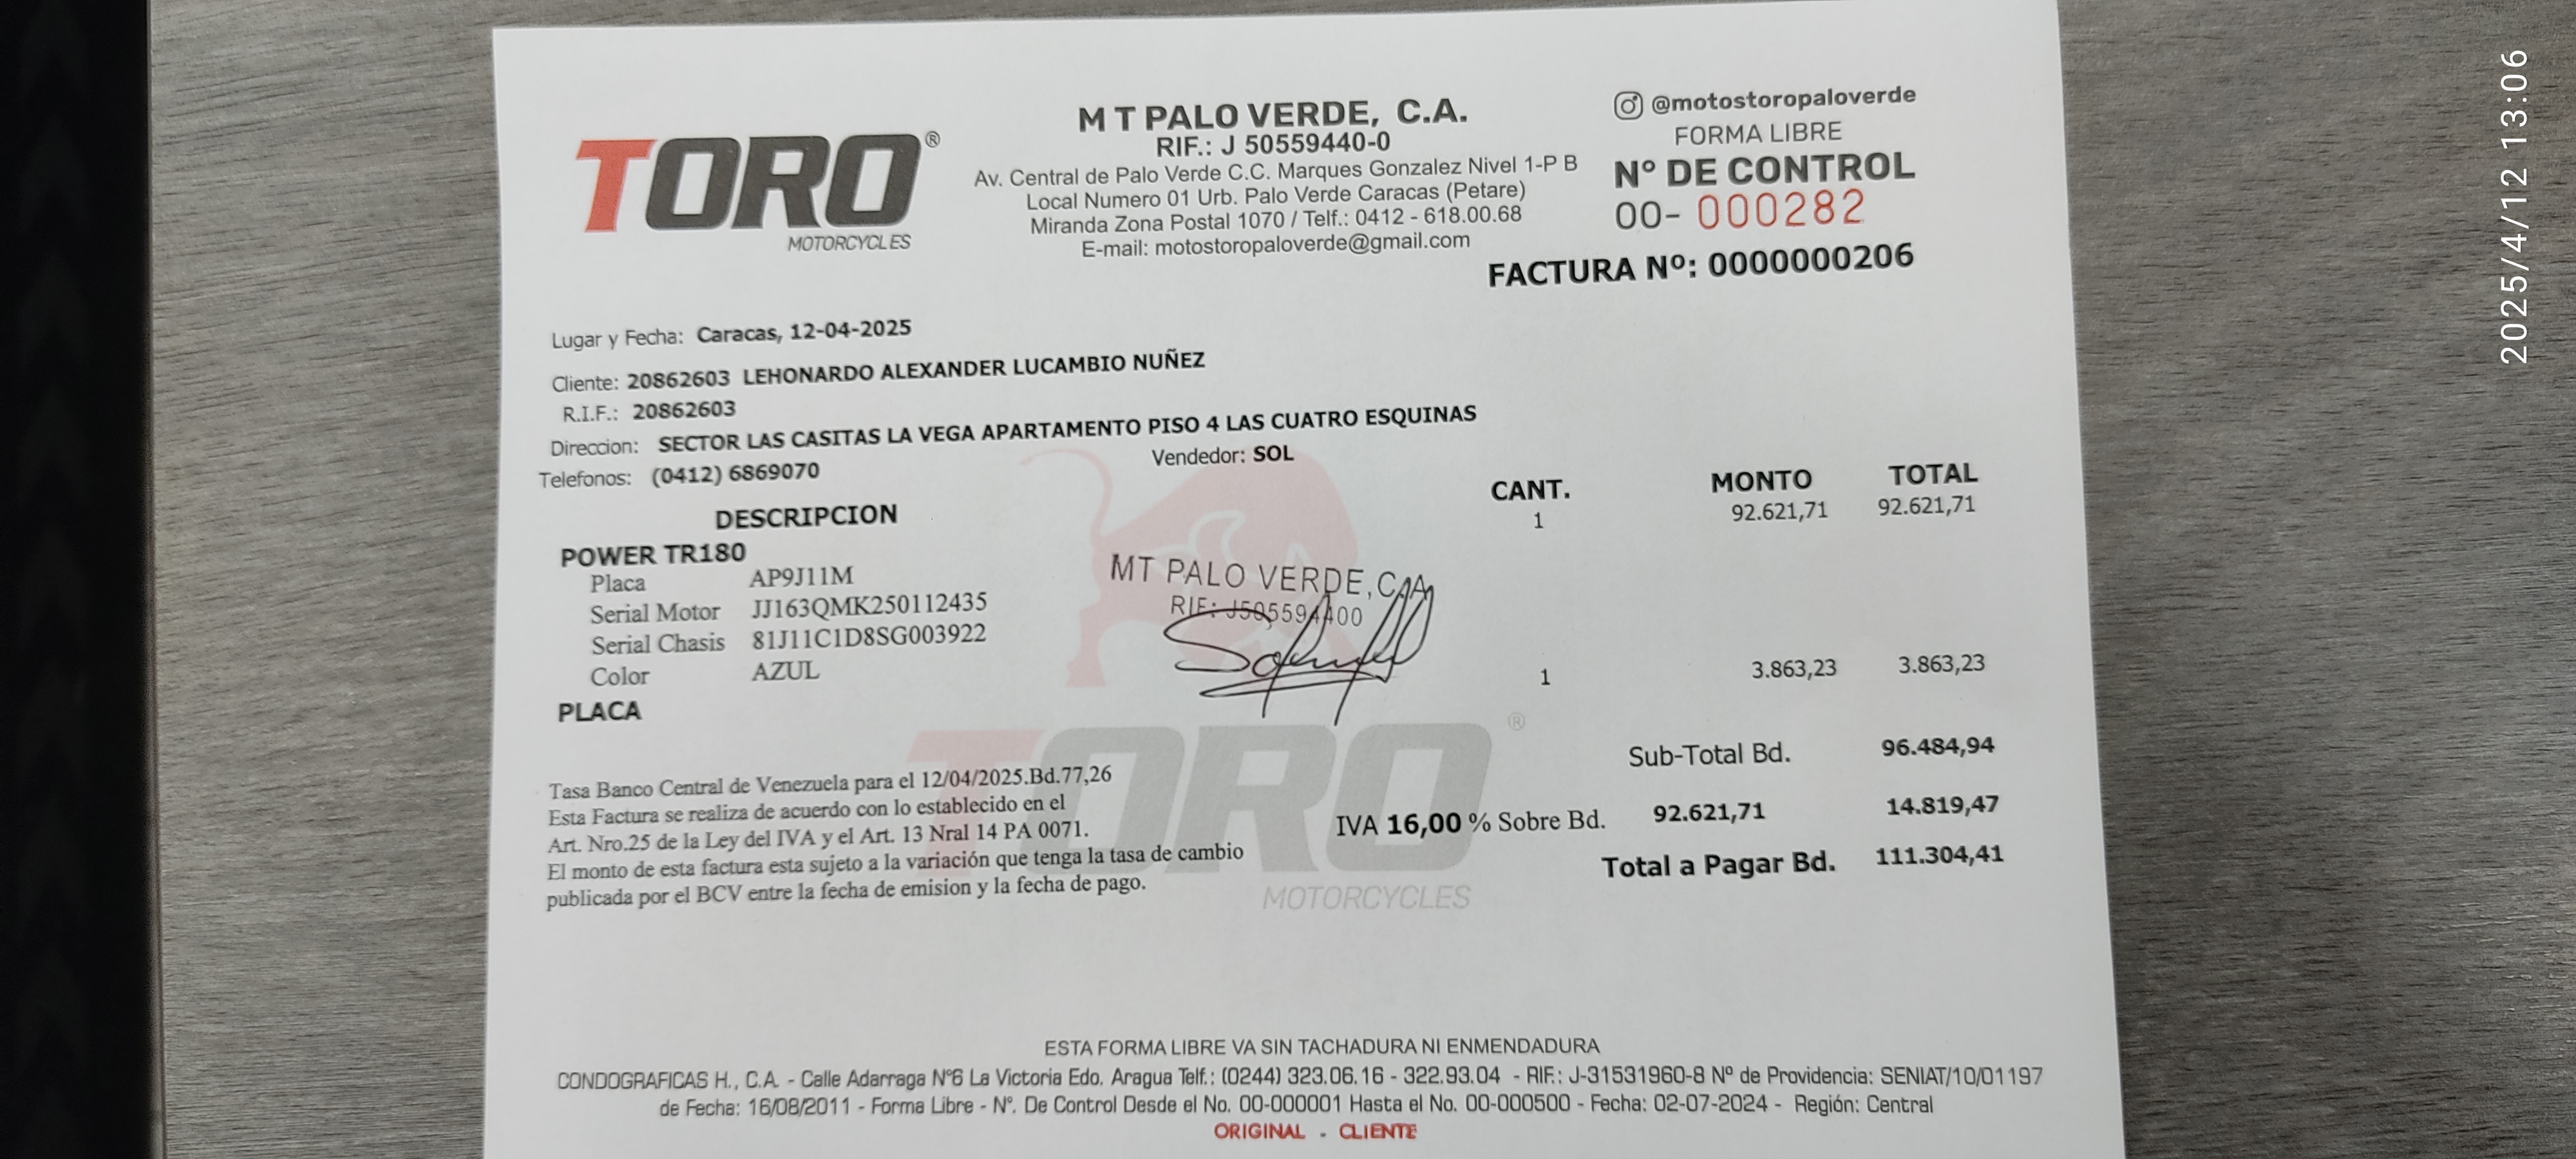 TORO®
MOTORCYCLES
M T PALO VERDE, C.A.
RIF.: J 50559440-0
Av. Central de Palo Verde C.C. Marques Gonzalez Nivel 1-P B
Local Numero 01 Urb. Palo Verde Caracas (Petare)
Miranda Zona Postal 1070 / Telf.: 0412 - 618.00.68
E-mail: motostoropaloverde@gmail.com
@motostoropaloverde
FORMA LIBRE
Nº DE CONTROL
00- 000282
FACTURA Nº: 0000000206
Lugar y Fecha: Caracas, 12-04-2025
Cliente: 20862603 LEHONARDO ALEXANDER LUCAMBIO NUÑEZ
R.I.F.: 20862603
Direccion: SECTOR LAS CASITAS LA VEGA APARTAMENTO PISO 4 LAS CUATRO ESQUINAS
Telefonos: (0412) 6869070 Vendedor: SOL
DESCRIPCION CANT. MONTO TOTAL
1 92.621,71 92.621,71
POWER TR180
Placa AP9J11M
Serial Motor JJ163QMK250112435
Serial Chasis 81J11C1D8SG003922
Color AZUL
MT PALO VERDE,C.A
RIF: J505594400
1 3.863,23 3.863,23
PLACA
TORO®
MOTORCYCLES
Sub-Total Bd. 96.484,94
IVA 16,00 % Sobre Bd. 92.621,71 14.819,47
Total a Pagar Bd. 111.304,41
Tasa Banco Central de Venezuela para el 12/04/2025.Bd.77,26
Esta Factura se realiza de acuerdo con lo establecido en el
Art. Nro.25 de la Ley del IVA y el Art. 13 Nral 14 PA 0071.
El monto de esta factura esta sujeto a la variación que tenga la tasa de cambio
publicada por el BCV entre la fecha de emision y la fecha de pago.
ESTA FORMA LIBRE VA SIN TACHADURA NI ENMENDADURA
CONDOGRAFICAS H., C.A. - Calle Adarraga N°6 La Victoria Edo. Aragua Telf.: (0244) 323.06.16 - 322.93.04 - RIF.: J-31531960-8 Nº de Providencia: SENIAT/10/01197
de Fecha: 16/08/2011 - Forma Libre - N°. De Control Desde el No. 00-000001 Hasta el No. 00-000500 - Fecha: 02-07-2024 - Región: Central
ORIGINAL - CLIENTE
2025/4/12 13:06